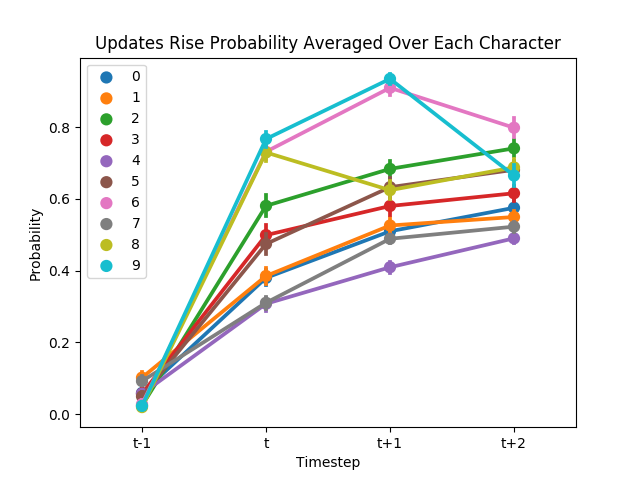 Updates Rise Probability Averaged Over Each Character
0
1
2
3
4
5
6
7
8
9
0.8
0.6
0.4
0.2
0.0
Probability
t-1
t
t+1
t+2
Timestep